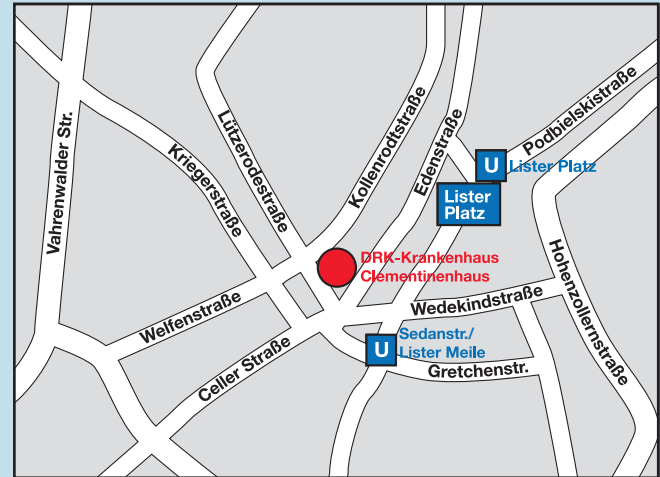 Vahrenwalder Str.
Kriegerstraße
Lützerodestraße
Kollenrodtstraße
Edenstraße
Podbielskistraße
U
Lister Platz
Lister
Platz
DRK-Krankenhaus
Clementinenhaus
Hohenzollernstraße
Welfenstraße
Wedekindstraße
Celler Straße
U
Sedanstr./
Lister Meile
Gretchenstr.